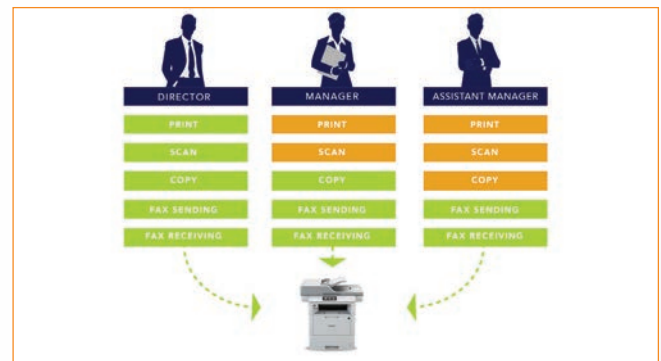 DIRECTOR
PRINT
SCAN
COPY
FAX SENDING
FAX RECEIVING
MANAGER
PRINT
SCAN
COPY
FAX SENDING
FAX RECEIVING
ASSISTANT MANAGER
PRINT
SCAN
COPY
FAX SENDING
FAX RECEIVING